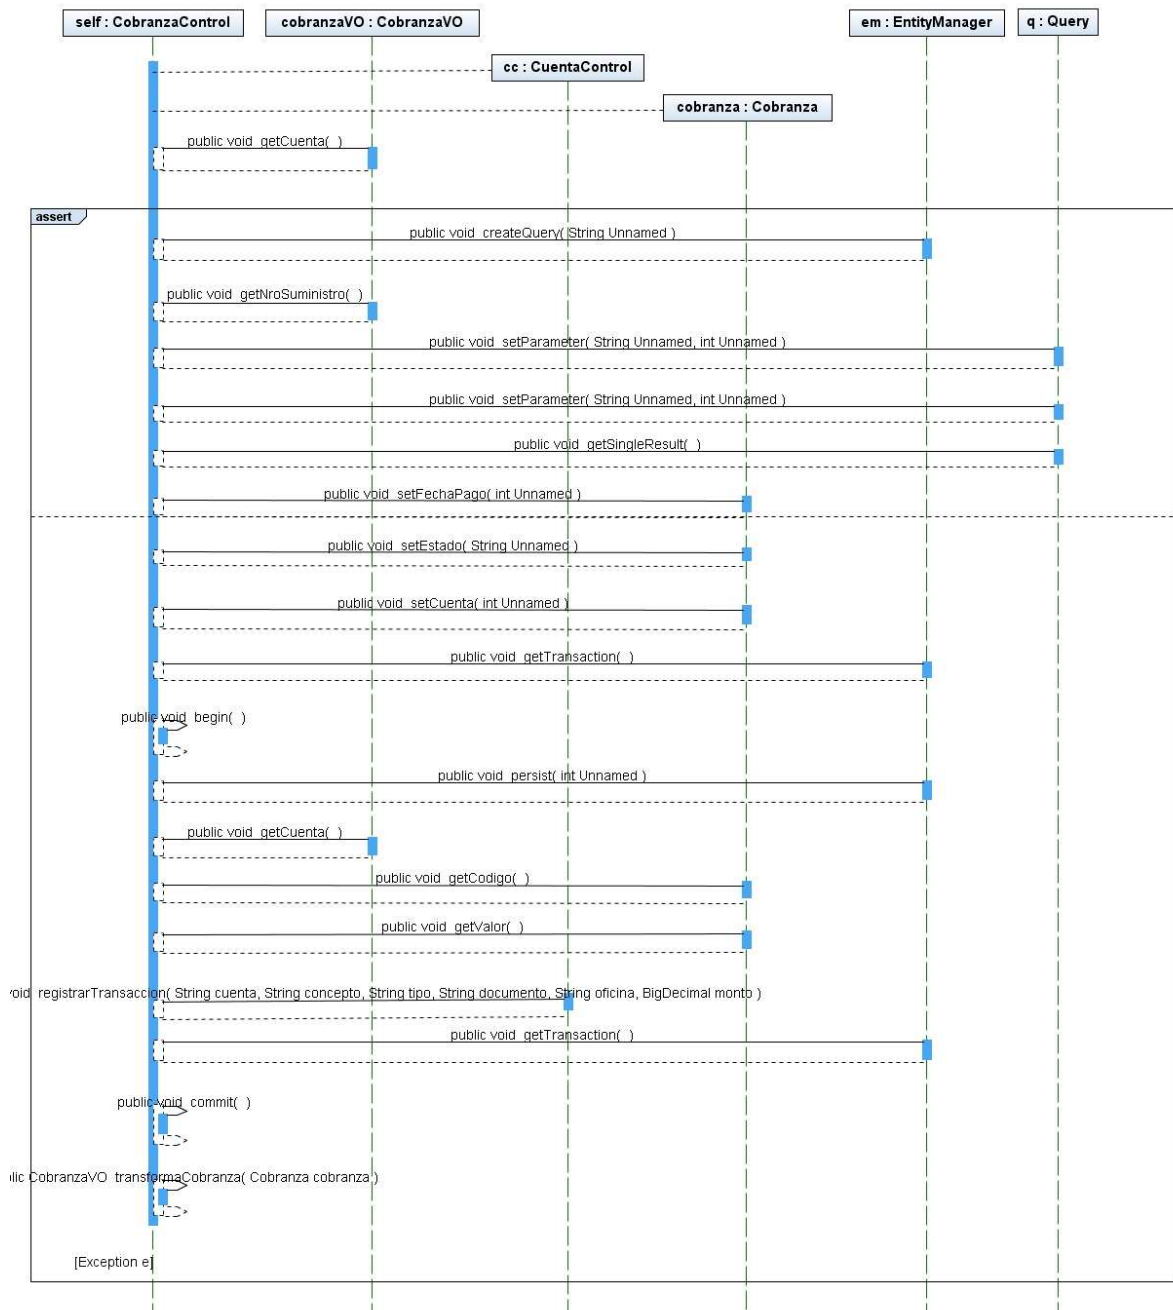 self : CobranzaControl
cobranzaVO : CobranzaVO
em : EntityManager
q : Query
cc : CuentaControl
cobranza : Cobranza
public void getCuenta( )
assert
public void createQuery( String Unnamed )
public void getNroSuministro( )
public void setParameter( String Unnamed, int Unnamed )
public void setParameter( String Unnamed, int Unnamed )
public void getSingleResult( )
public void setFechaPago( int Unnamed )
public void setEstado( String Unnamed )
public void setCuenta( int Unnamed )
public void getTransaction( )
public void begin( )
public void persist( int Unnamed )
public void getCuenta( )
public void getCodigo( )
public void getValor( )
void registrarTransaccion( String cuenta, String concepto, String tipo, String documento, String oficina, BigDecimal monto )
public void getTransaction( )
public void commit( )
lic CobranzaVO transformaCobranza( Cobranza cobranza )
[Exception e]